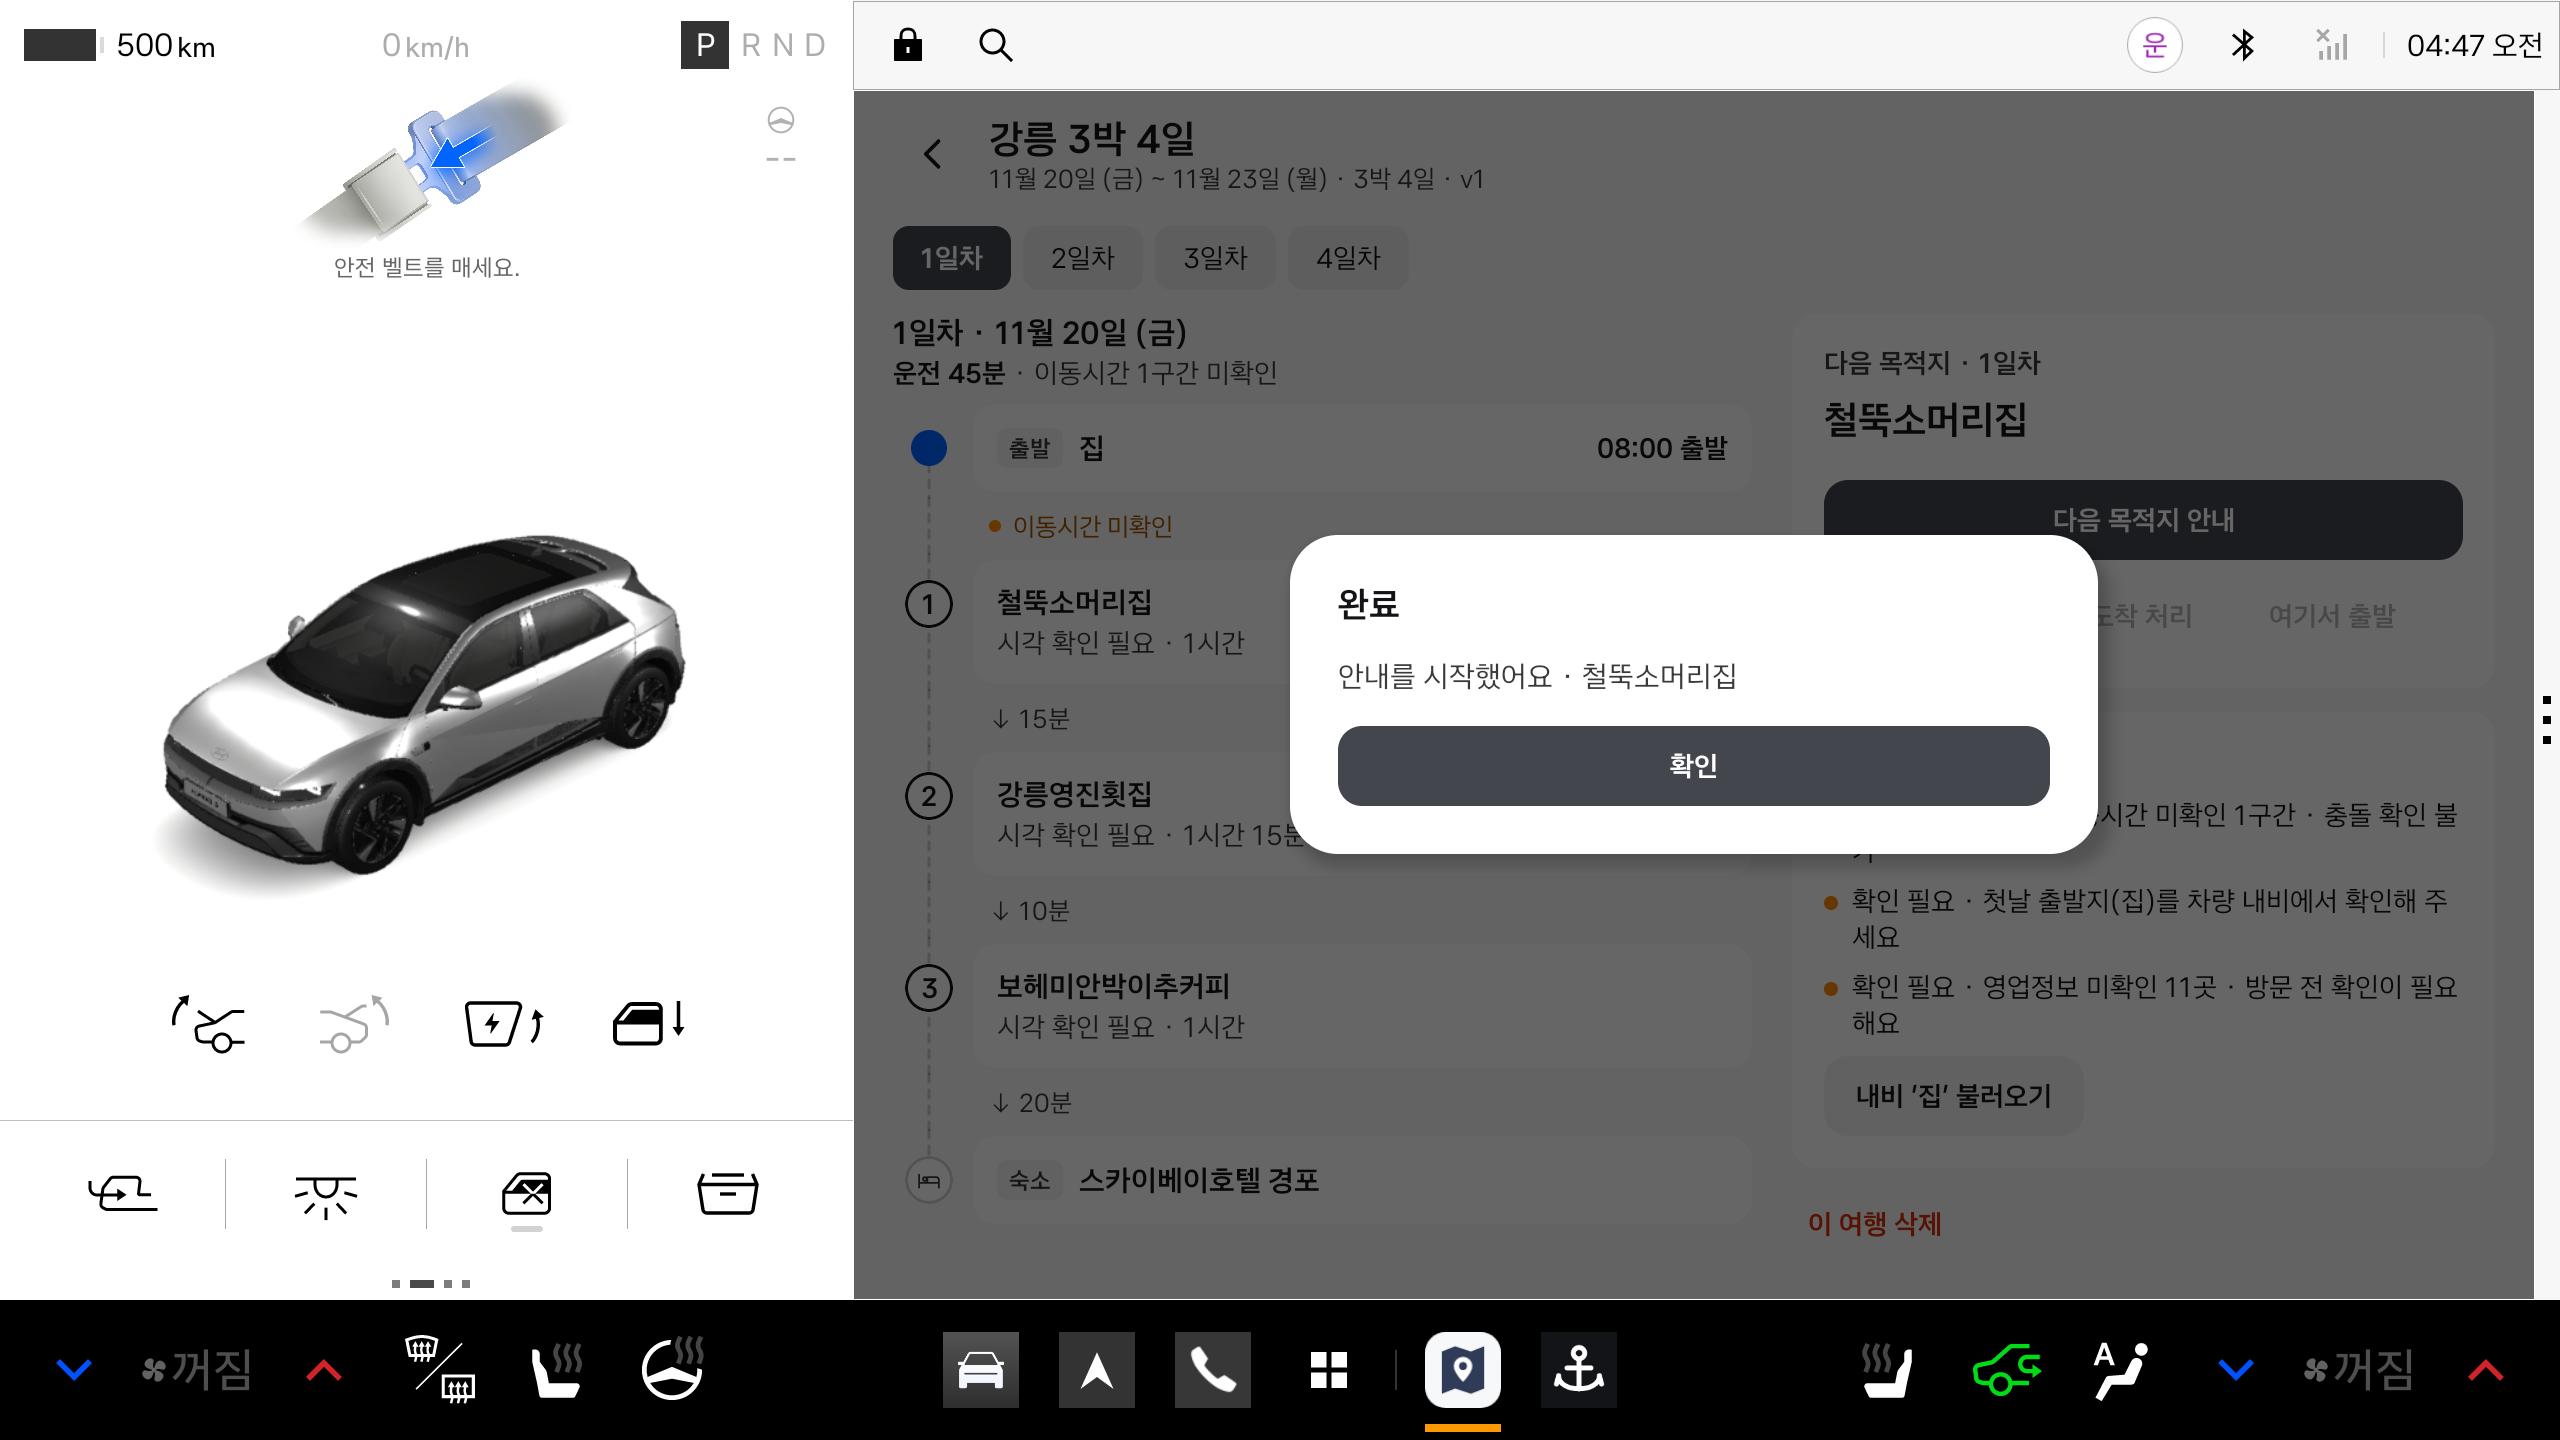 500 km
0 km/h
P R N D
안전 벨트를 매세요.
운
04:47 오전
강릉 3박 4일
11월 20일 (금) ~ 11월 23일 (월) · 3박 4일 · v1
1일차
2일차
3일차
4일차
1일차 · 11월 20일 (금)
운전 45분 · 이동시간 1구간 미확인
출발 집 08:00 출발
이동시간 미확인
1 철뚝소머리집
시각 확인 필요 · 1시간
↓ 15분
2 강릉영진횟집
시각 확인 필요 · 1시간 15분
↓ 10분
3 보헤미안박이추커피
시각 확인 필요 · 1시간
↓ 20분
숙소 스카이베이호텔 경포
다음 목적지 · 1일차
철뚝소머리집
다음 목적지 안내
도착 처리
여기서 출발
완료
안내를 시작했어요 · 철뚝소머리집
확인
시간 미확인 1구간 · 충돌 확인 불
확인 필요 · 첫날 출발지(집)를 차량 내비에서 확인해 주
세요
확인 필요 · 영업정보 미확인 11곳 · 방문 전 확인이 필요
해요
내비 '집' 불러오기
이 여행 삭제
꺼짐
A
꺼짐